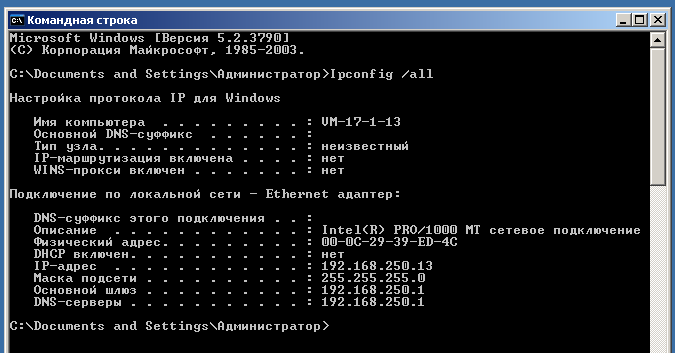 Командная строка
Microsoft Windows [Версия 5.2.3790]
(С) Корпорация Майкрософт, 1985-2003.
C:\Documents and Settings\Администратор>Ipconfig /all
Настройка протокола IP для Windows
Имя компьютера . . . . . . . . . : VM-17-1-13
Основной DNS-суффикс . . . . . . :
Тип узла. . . . . . . . . . . . . : неизвестный
IP-маршрутизация включена . . . . : нет
WINS-прокси включен . . . . . . . : нет
Подключение по локальной сети - Ethernet адаптер:
DNS-суффикс этого подключения . . :
Описание . . . . . . . . . . . . : Intel(R) PRO/1000 MT сетевое подключение
Физический адрес. . . . . . . . . : 00-0C-29-39-ED-4C
DHCP включен. . . . . . . . . . . : нет
IP-адрес . . . . . . . . . . . . : 192.168.250.13
Маска подсети . . . . . . . . . . : 255.255.255.0
Основной шлюз . . . . . . . . . . : 192.168.250.1
DNS-серверы . . . . . . . . . . . : 192.168.250.1
C:\Documents and Settings\Администратор>